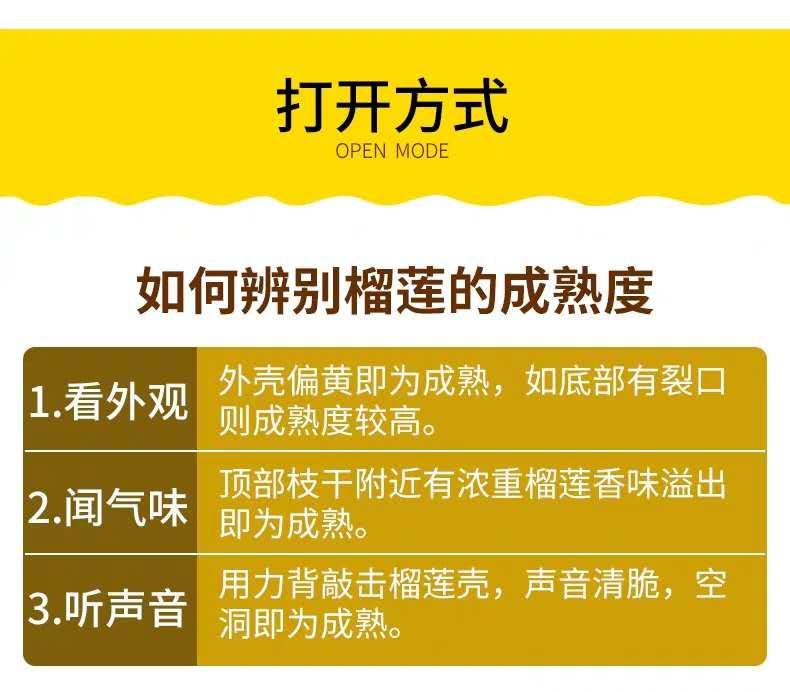 打开方式
OPEN MODE
如何辨别榴莲的成熟度
1.看外观
外壳偏黄即为成熟，如底部有裂口
则成熟度较高。
2.闻气味
顶部枝干附近有浓重榴莲香味溢出
即为成熟。
3.听声音
用力背敲击榴莲壳，声音清脆，空
洞即为成熟。